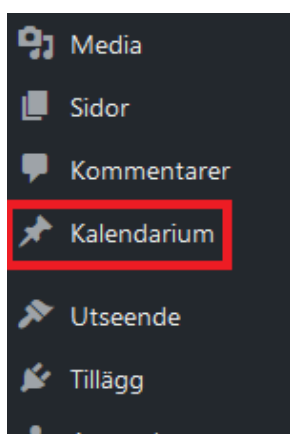 Media
Sidor
Kommentarer
Kalendarium
Utseende
Tillägg